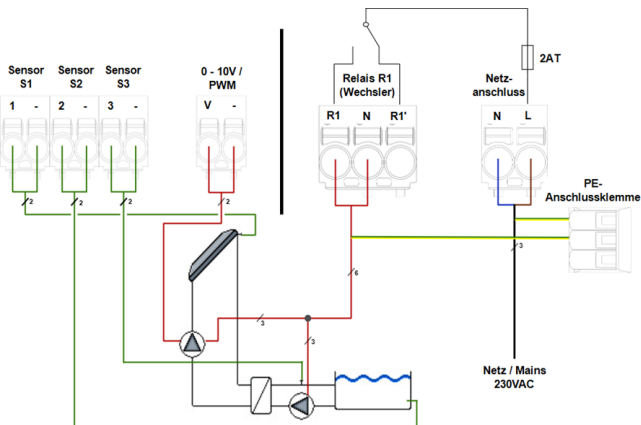 2AT
Sensor
S1
Sensor
S2
Sensor
S3
0 - 10V /
PWM
Relais R1
(Wechsler)
Netz-
anschluss
1 -
2 -
3 -
V -
R1 N R1'
N L
PE-
Anschlussklemme
2
2
2
2
3
6
3
3
Netz / Mains
230VAC